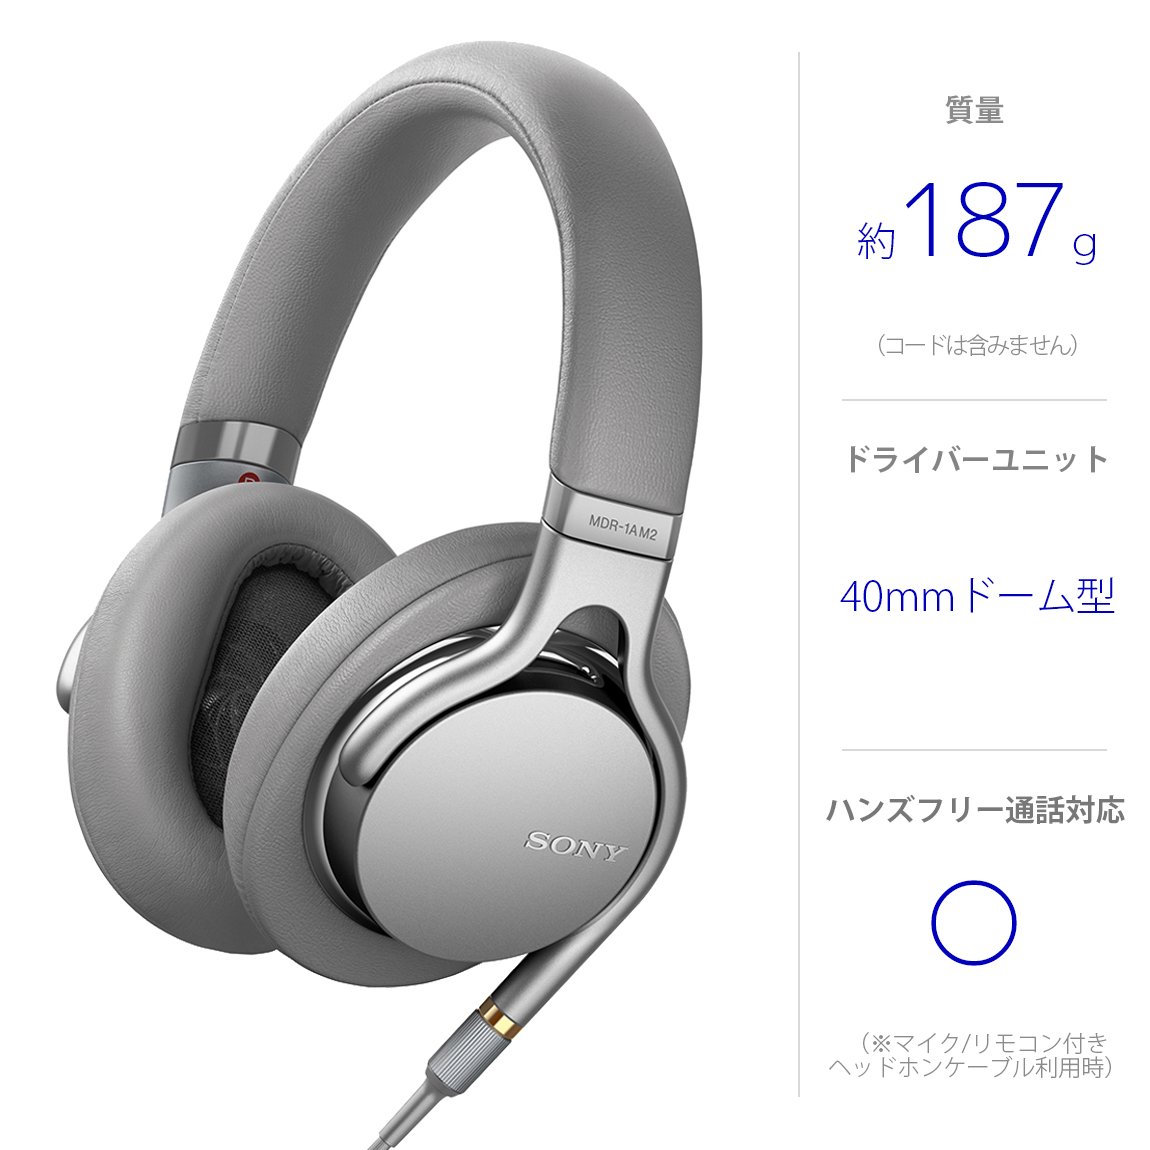 質量
約187g
（コードは含みません）
ドライバーユニット
40mmドーム型
ハンズフリー通話対応
（※マイク/リモコン付き
ヘッドホンケーブル利用時）
MDR-1AM2
SONY